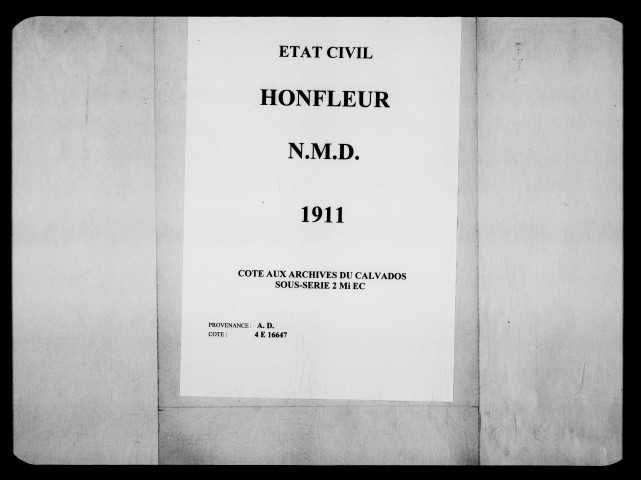 ETAT CIVIL
HONFLEUR
N.M.D.
1911
COTE AUX ARCHIVES DU CALVADOS
SOUS-SERIE 2 Mi EC
PROVENANCE : A. D.
COTE : 4 E 16647